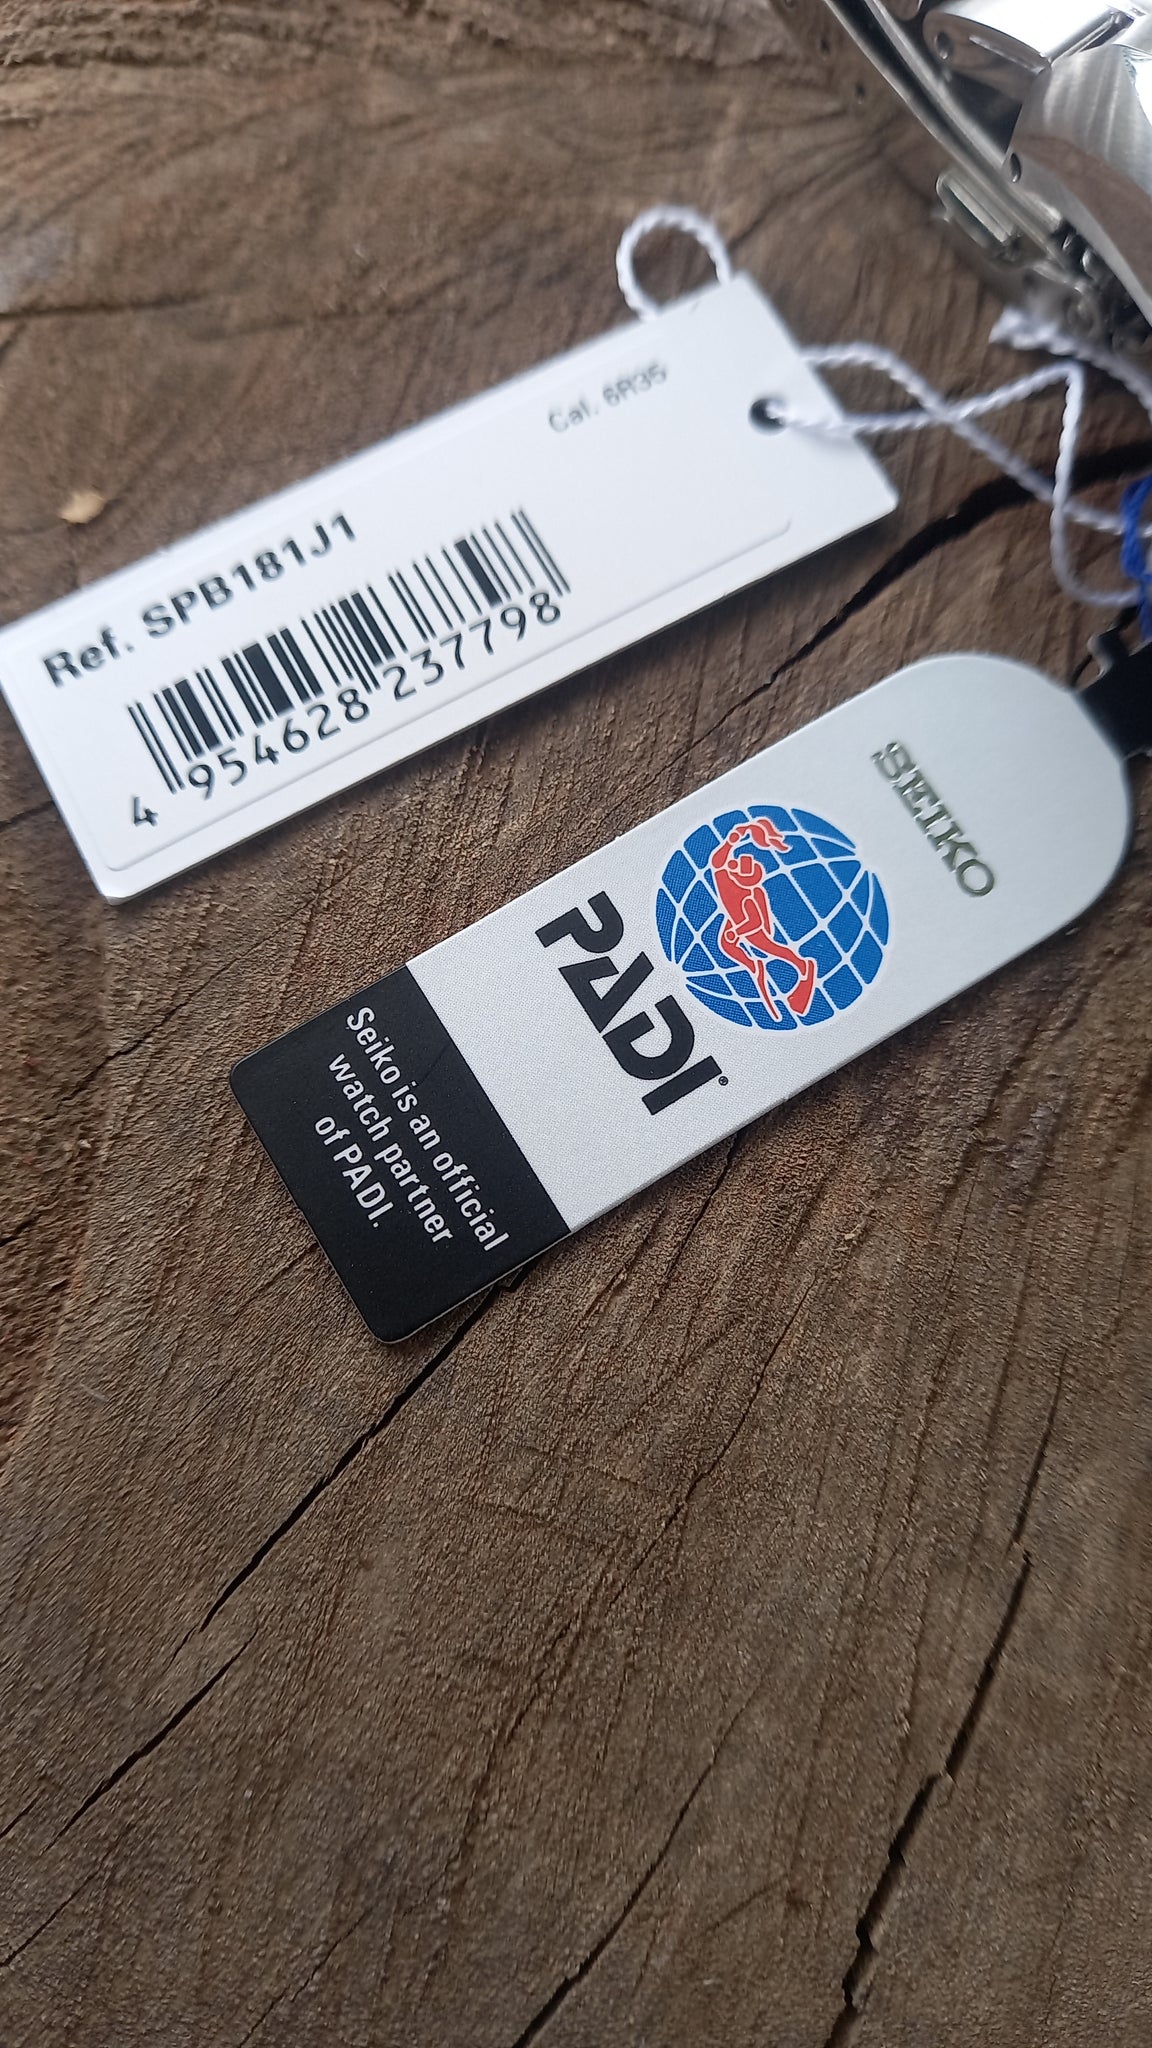 Cal. 6R35
Ref. SPB181J1
4 954628 237798
SEIKO
PADI®
Seiko is an official
watch partner
of PADI.